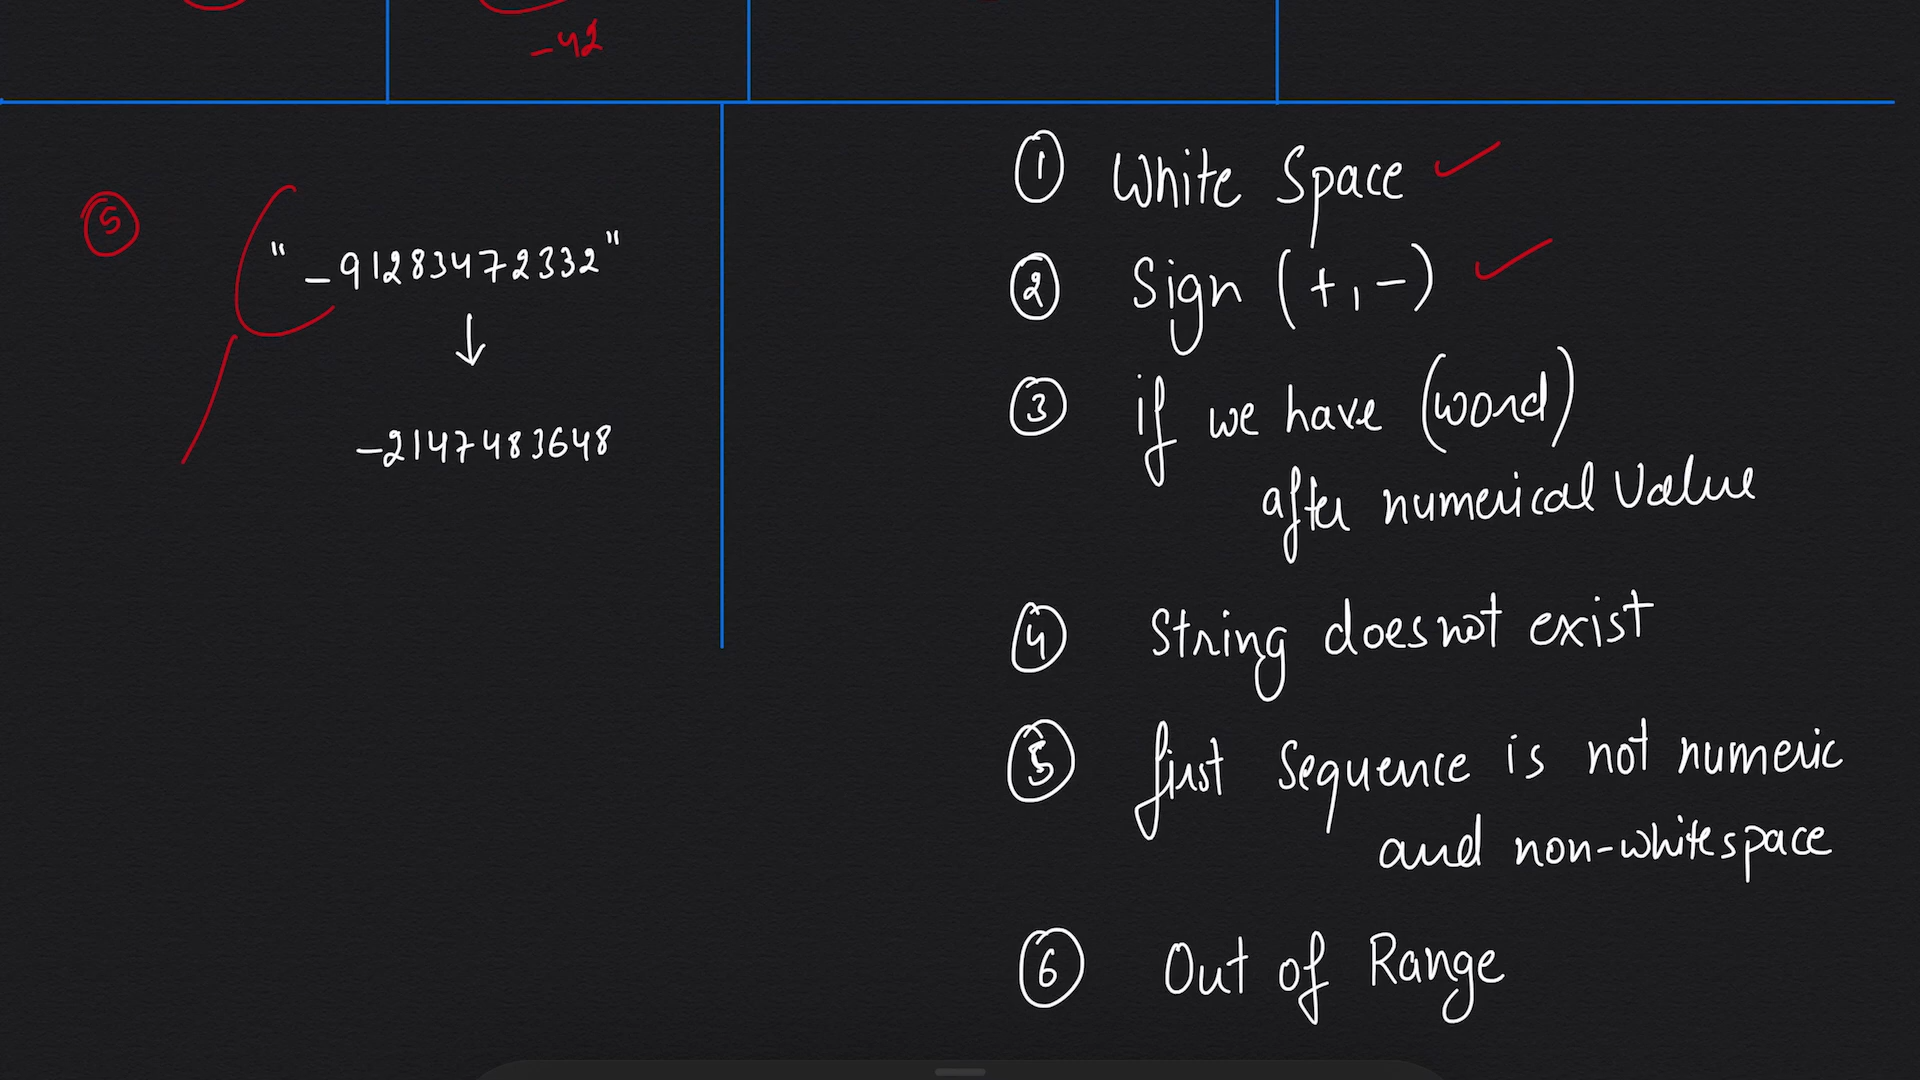 -42
5
"-91283472332"
↓
-2147483648
1 White Space ✓
2 Sign (+, -) ✓
3 if we have (word)
after numerical Value
4 String does not exist
5 first sequence is not numeric
and non-whitespace
6 Out of Range